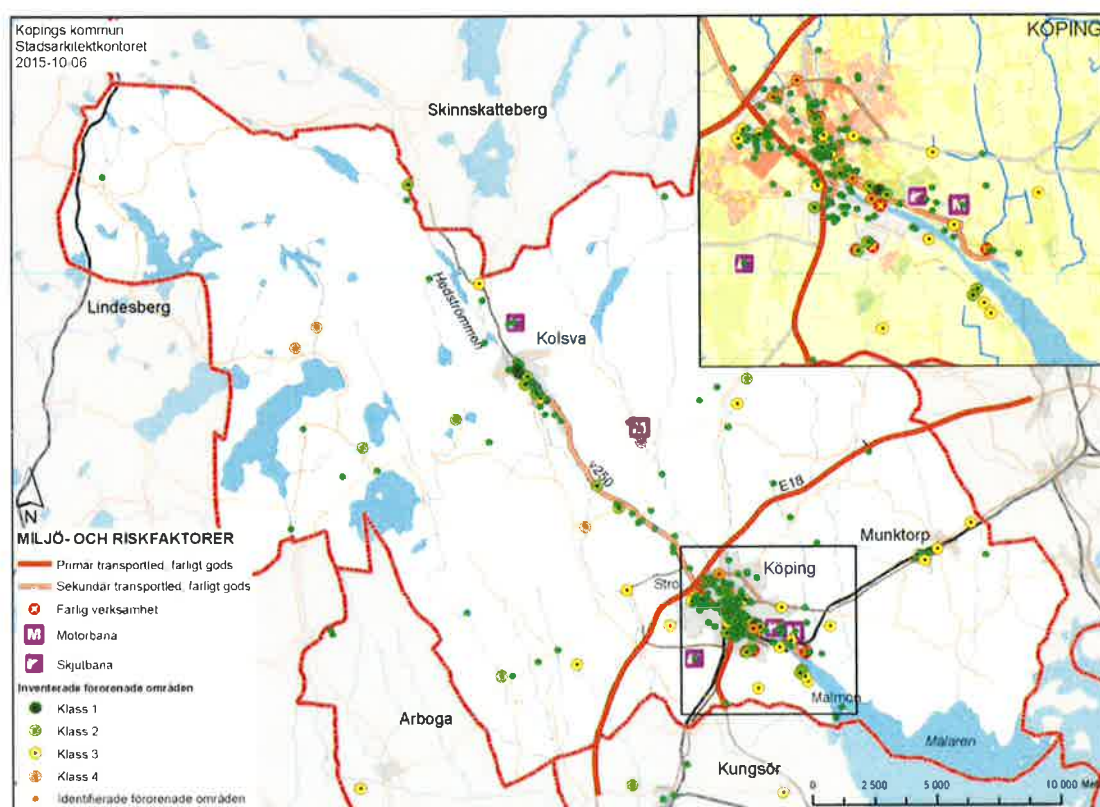 Köpings kommun
Stadsarkitektkontoret
2015-10-06
KÖPING
Skinnskatteberg
Lindesberg
Hedströmmen
Kolsva
v250
E18
Munktorp
Köping
Strö
Malmön
Arboga
Mälaren
Kungsör
N
MILJÖ- OCH RISKFAKTORER
Primär transportled, farligt gods
Sekundär transportled, farligt gods
Farlig verksamhet
M Motorbana
Skjutbana
Inventerade förorenade områden
Klass 1
Klass 2
Klass 3
Klass 4
Identifierade förorenade områden
0 2 500 5 000 10 000